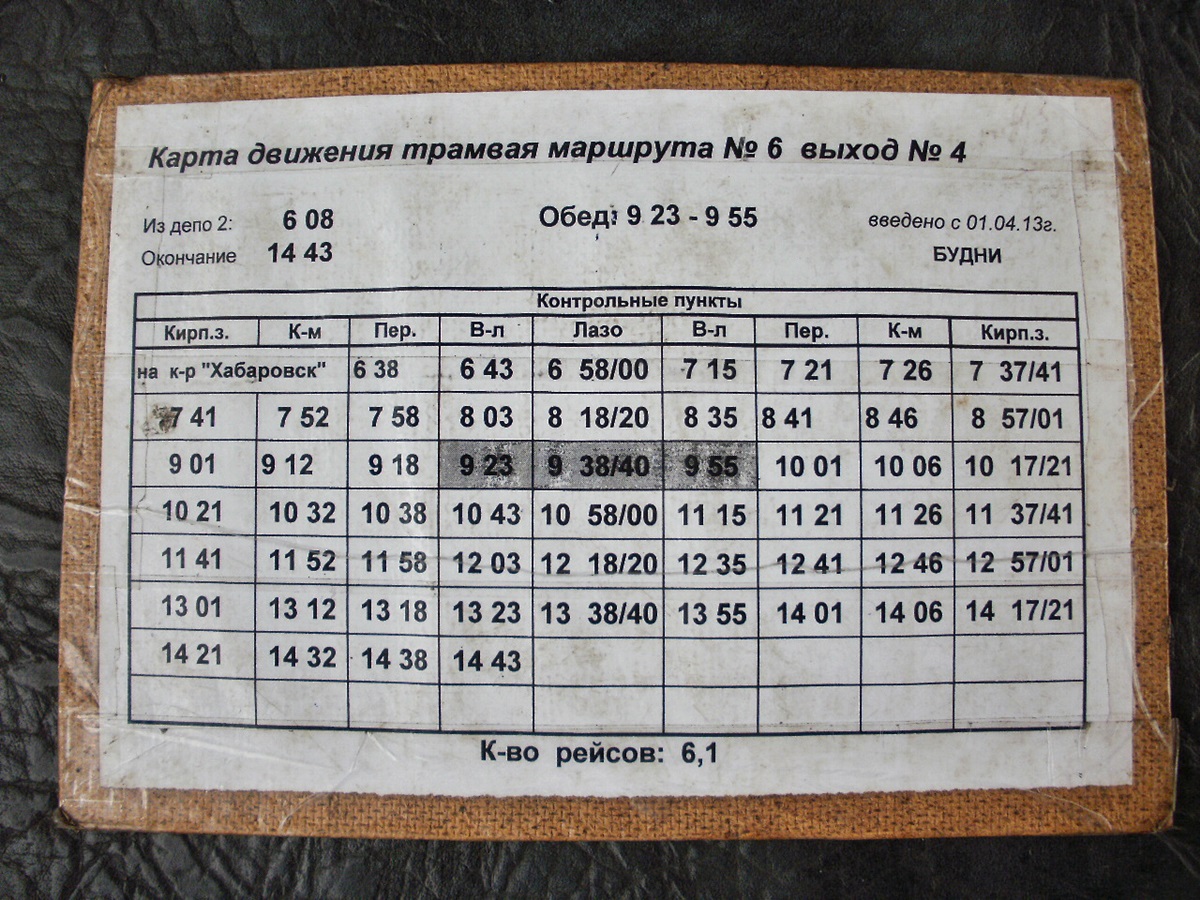 Карта движения трамвая маршрута № 6 выход № 4
Из депо 2: 6 08 Обед: 9 23 - 9 55 введено с 01.04.13г.
Окончание 14 43 БУДНИ
Контрольные пункты
Кирп.з. К-м Пер. В-л Лазо В-л Пер. К-м Кирп.з.
на к-р "Хабаровск" 6 38 6 43 6 58/00 7 15 7 21 7 26 7 37/41
7 41 7 52 7 58 8 03 8 18/20 8 35 8 41 8 46 8 57/01
9 01 9 12 9 18 9 23 9 38/40 9 55 10 01 10 06 10 17/21
10 21 10 32 10 38 10 43 10 58/00 11 15 11 21 11 26 11 37/41
11 41 11 52 11 58 12 03 12 18/20 12 35 12 41 12 46 12 57/01
13 01 13 12 13 18 13 23 13 38/40 13 55 14 01 14 06 14 17/21
14 21 14 32 14 38 14 43
К-во рейсов: 6,1